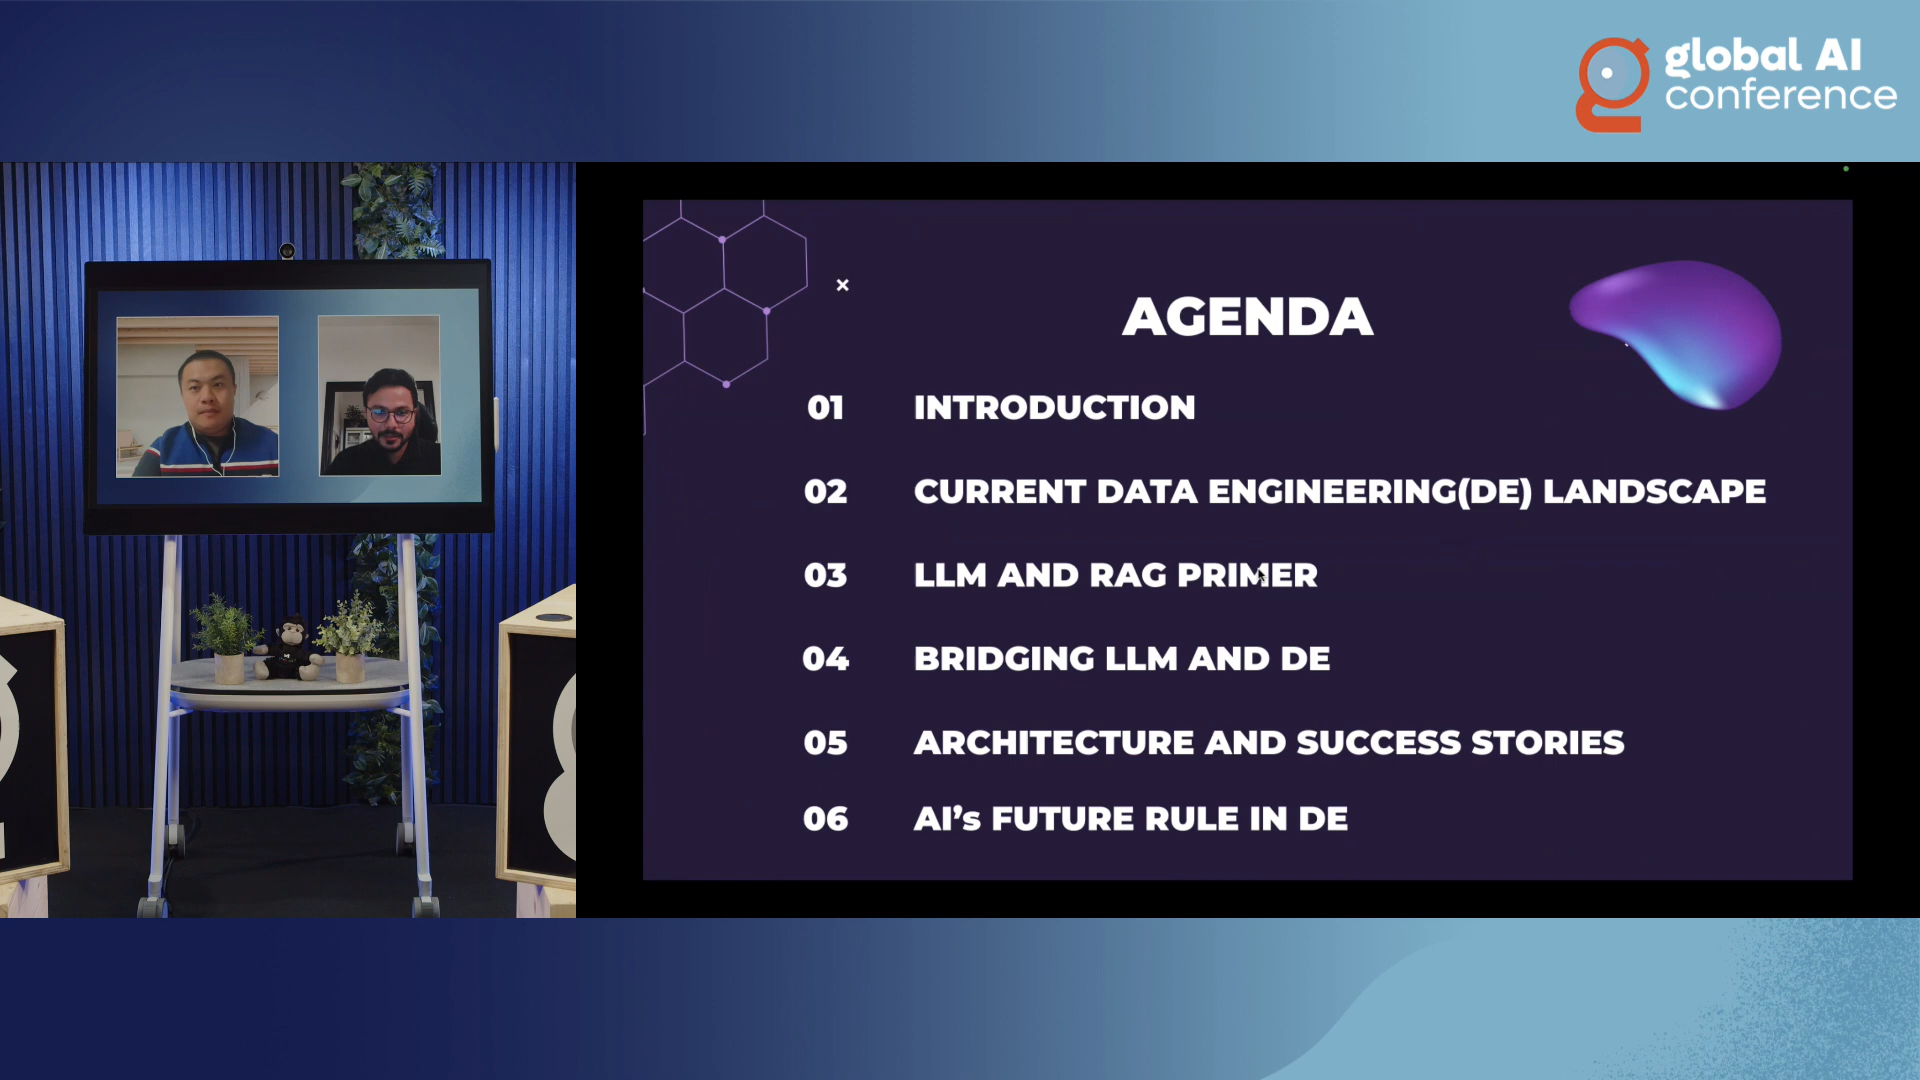 global AI
conference
AGENDA
01 INTRODUCTION
02 CURRENT DATA ENGINEERING(DE) LANDSCAPE
03 LLM AND RAG PRIMER
04 BRIDGING LLM AND DE
05 ARCHITECTURE AND SUCCESS STORIES
06 AI's FUTURE RULE IN DE